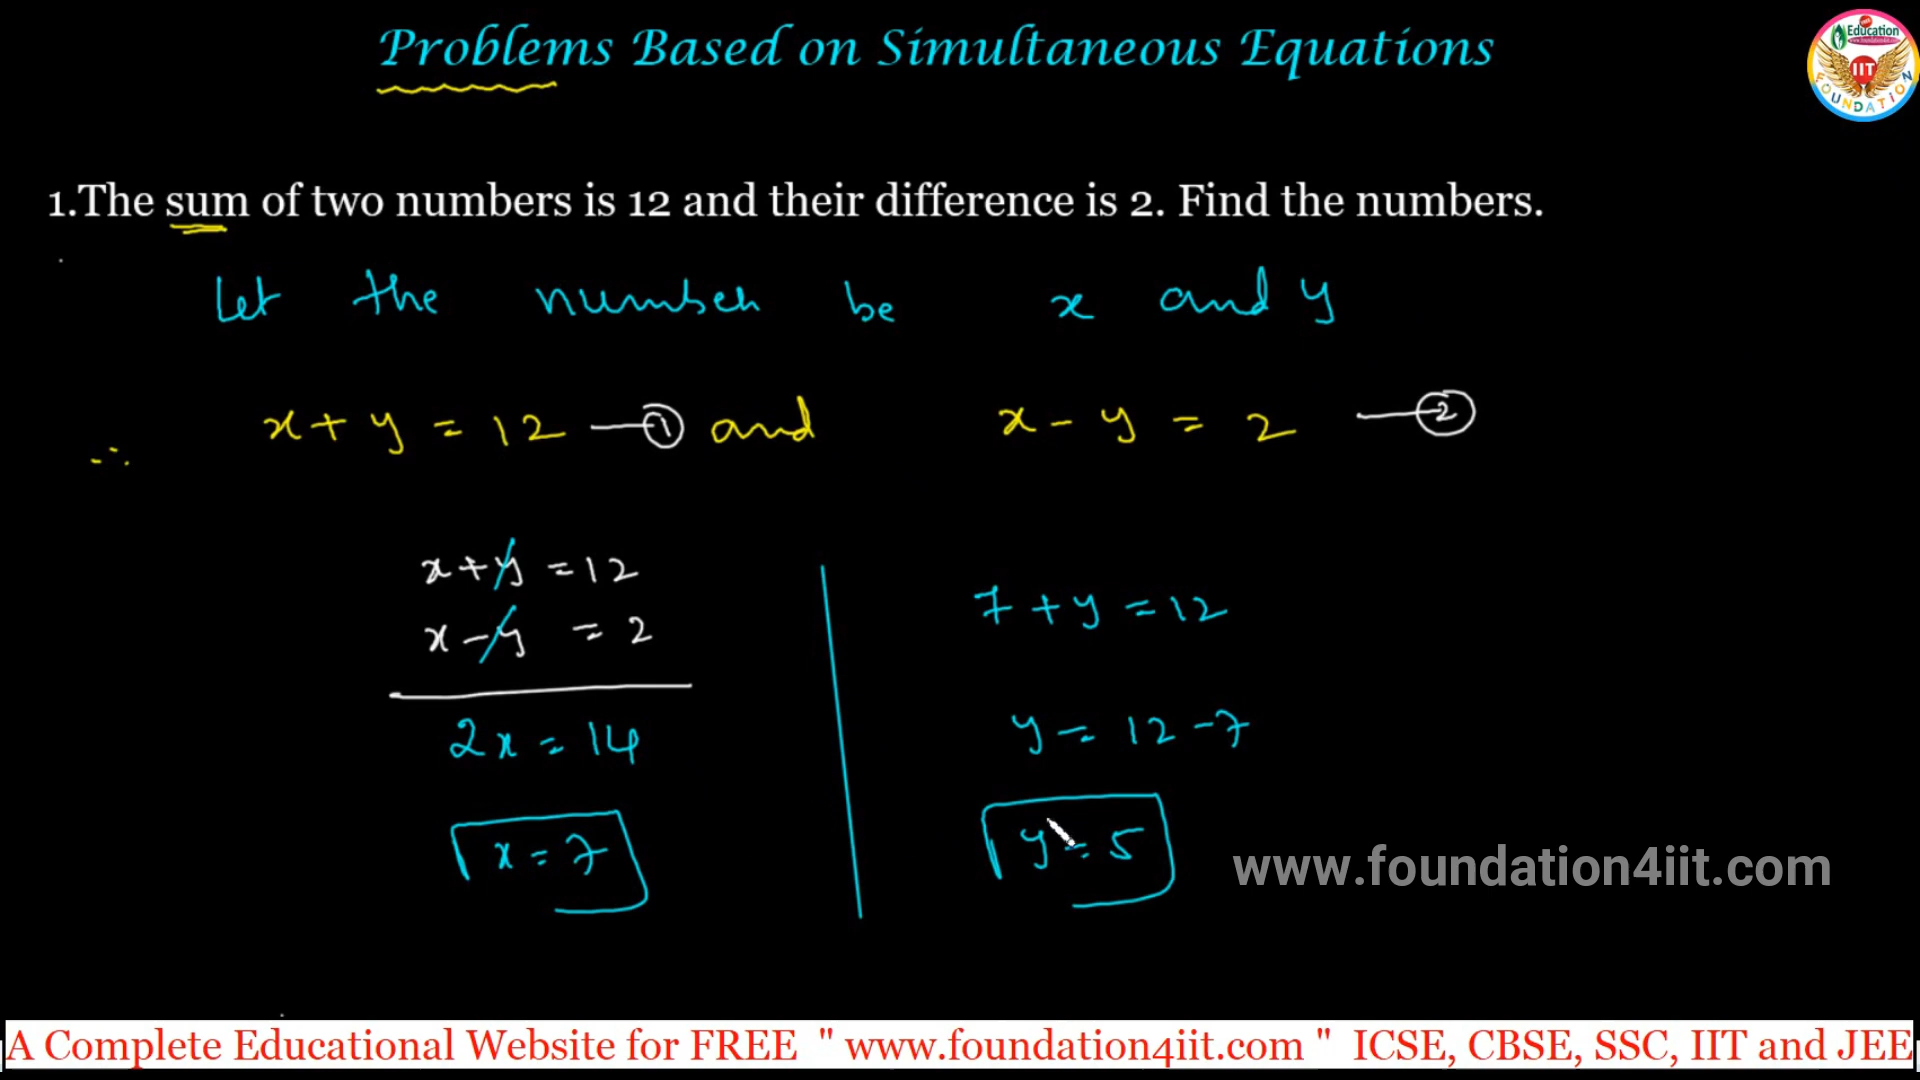 Problems Based on Simultaneous Equations
Education
IIT
FOUNDATION
1.The sum of two numbers is 12 and their difference is 2. Find the numbers.
Let the number be x and y
∴ x + y = 12 —① and x - y = 2 —②
x + y = 12
x - y = 2
2x = 14
x = 7
7 + y = 12
y = 12 - 7
y = 5
www.foundation4iit.com
A Complete Educational Website for FREE " www.foundation4iit.com " ICSE, CBSE, SSC, IIT and JEE